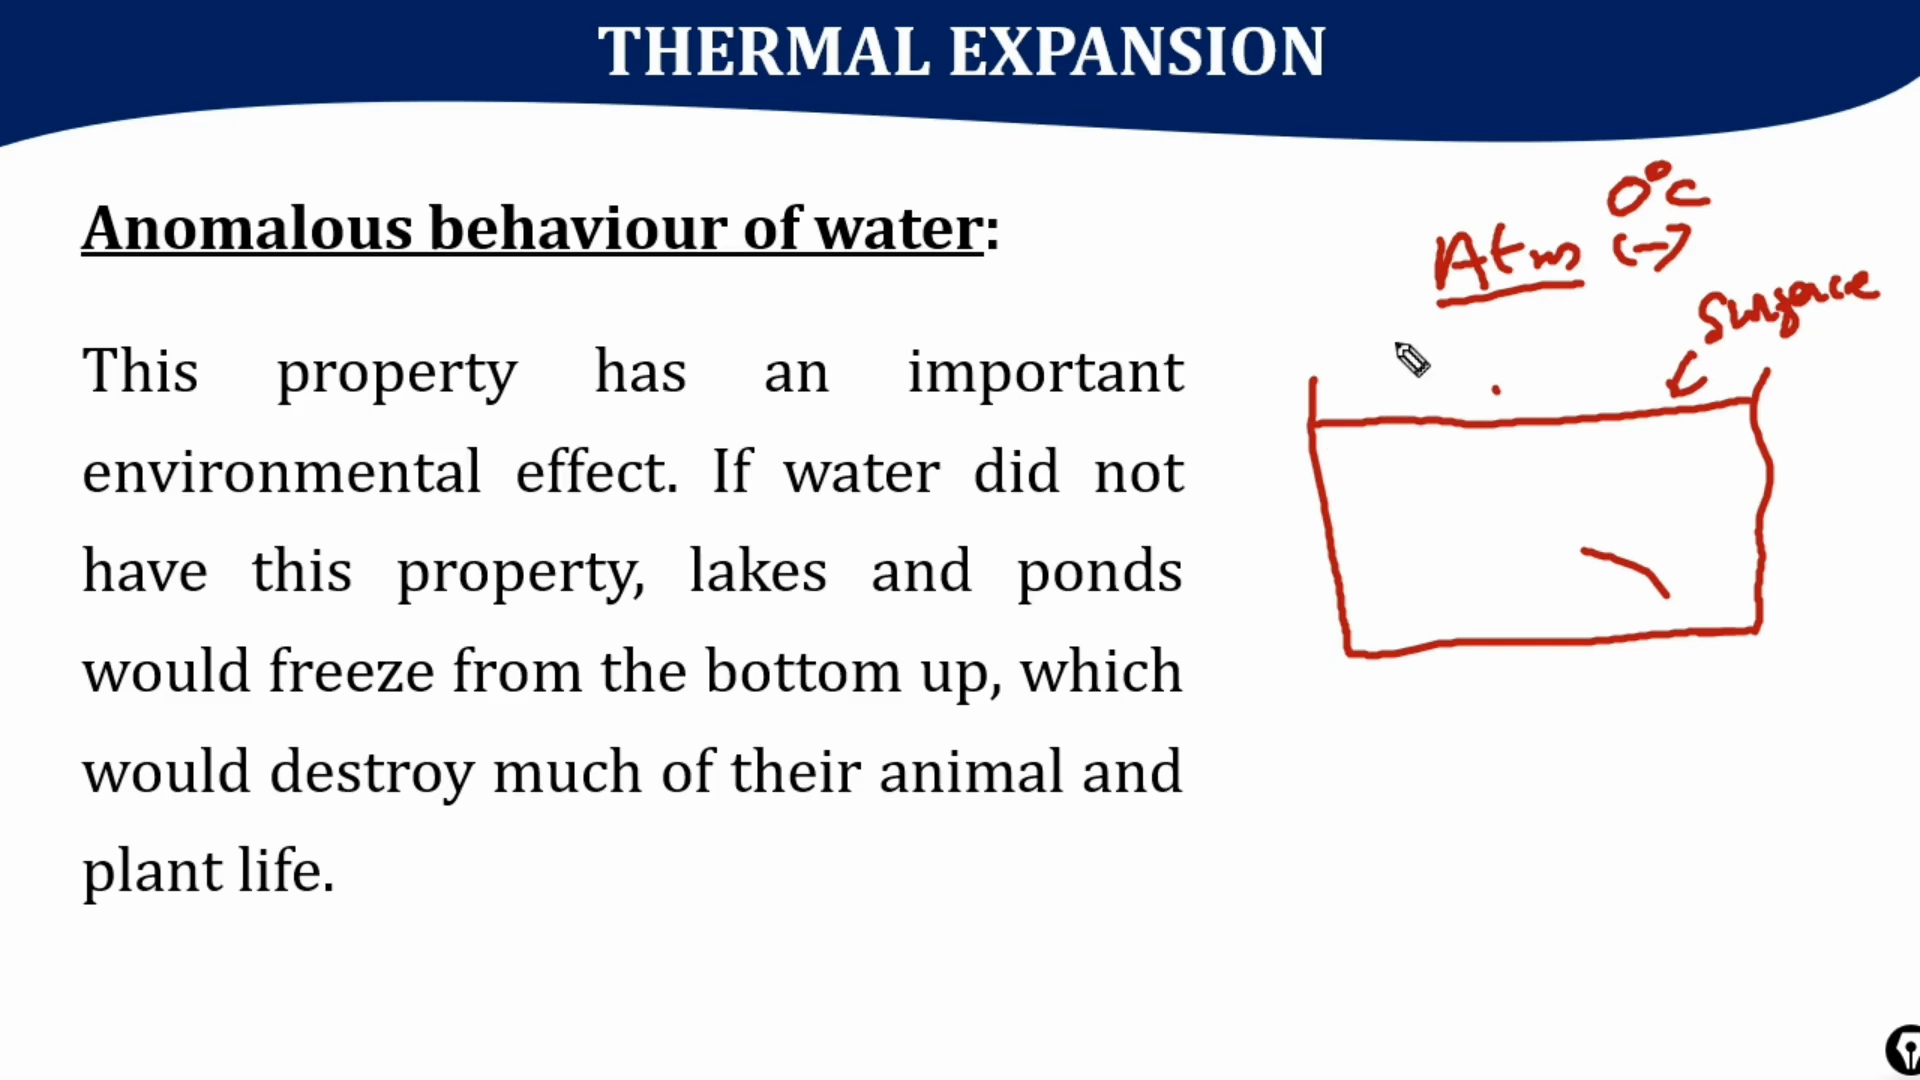 THERMAL EXPANSION
Anomalous behaviour of water:
This property has an important
environmental effect. If water did not
have this property, lakes and ponds
would freeze from the bottom up, which
would destroy much of their animal and
plant life.
0°C
Atm (-)
Surface